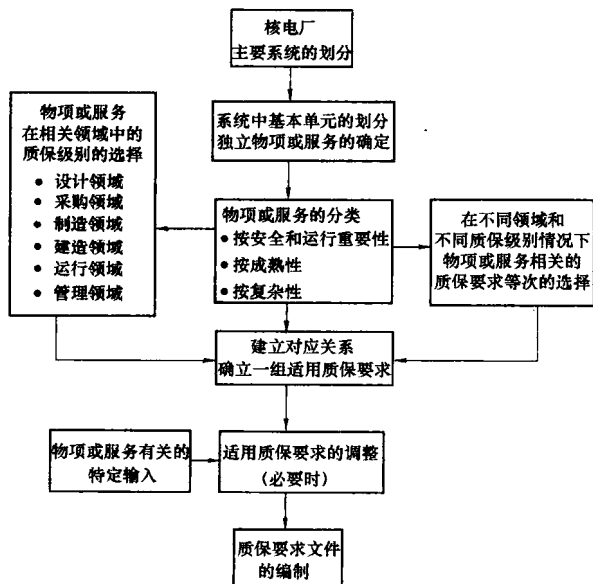 核电厂
主要系统的划分
系统中基本单元的划分
独立物项或服务的确定
物项或服务
在相关领域中的
质保级别的选择
• 设计领域
• 采购领域
• 制造领域
• 建造领域
• 运行领域
• 管理领域
物项或服务的分类
• 按安全和运行重要性
• 按成熟性
• 按复杂性
在不同领域和
不同质保级别情况下
物项或服务相关的
质保要求等次的选择
建立对应关系
确立一组适用质保要求
物项或服务有关的
特定输入
适用质保要求的调整
(必要时)
质保要求文件
的编制